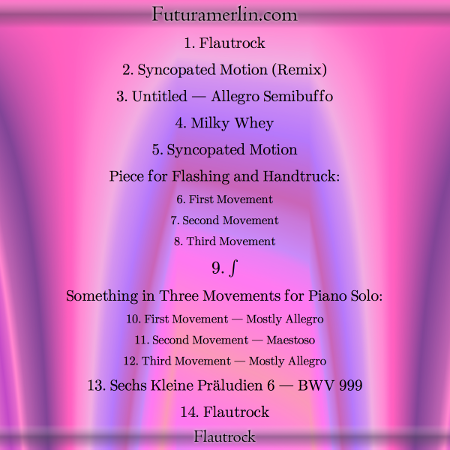 Futuramerlin.com
1. Flautrock
2. Syncopated Motion (Remix)
3. Untitled — Allegro Semibuffo
4. Milky Whey
5. Syncopated Motion
Piece for Flashing and Handtruck:
6. First Movement
7. Second Movement
8. Third Movement
9. ∫
Something in Three Movements for Piano Solo:
10. First Movement — Mostly Allegro
11. Second Movement — Maestoso
12. Third Movement — Mostly Allegro
13. Sechs Kleine Präludien 6 — BWV 999
14. Flautrock
Flautrock